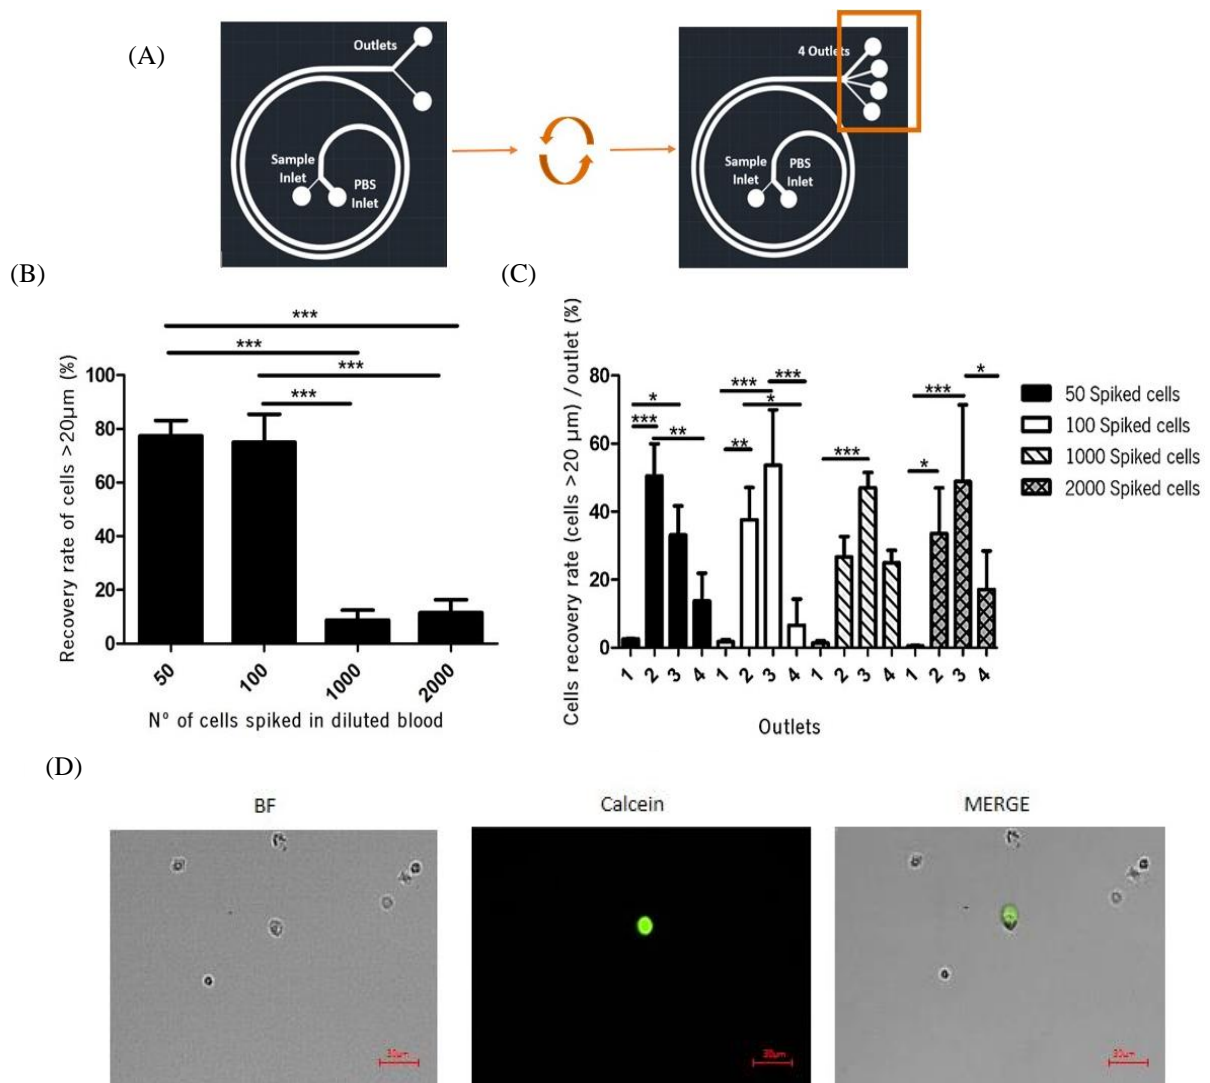 (A)
Outlets
Sample
Inlet
PBS
Inlet
4 Outlets
Sample
Inlet
PBS
Inlet
(B)
Recovery rate of cells >20µm (%)
100
80
60
40
20
0
***
***
***
***
50
100
1000
2000
Nº of cells spiked in diluted blood
(C)
Cells recovery rate (cells >20 µm) / outlet (%)
80
60
40
20
0
*
***
**
***
***
*
**
***
***
*
*
1
2
3
4
1
2
3
4
1
2
3
4
1
2
3
4
Outlets
50 Spiked cells
100 Spiked cells
1000 Spiked cells
2000 Spiked cells
(D)
BF
Calcein
MERGE
30µm
30µm
30µm